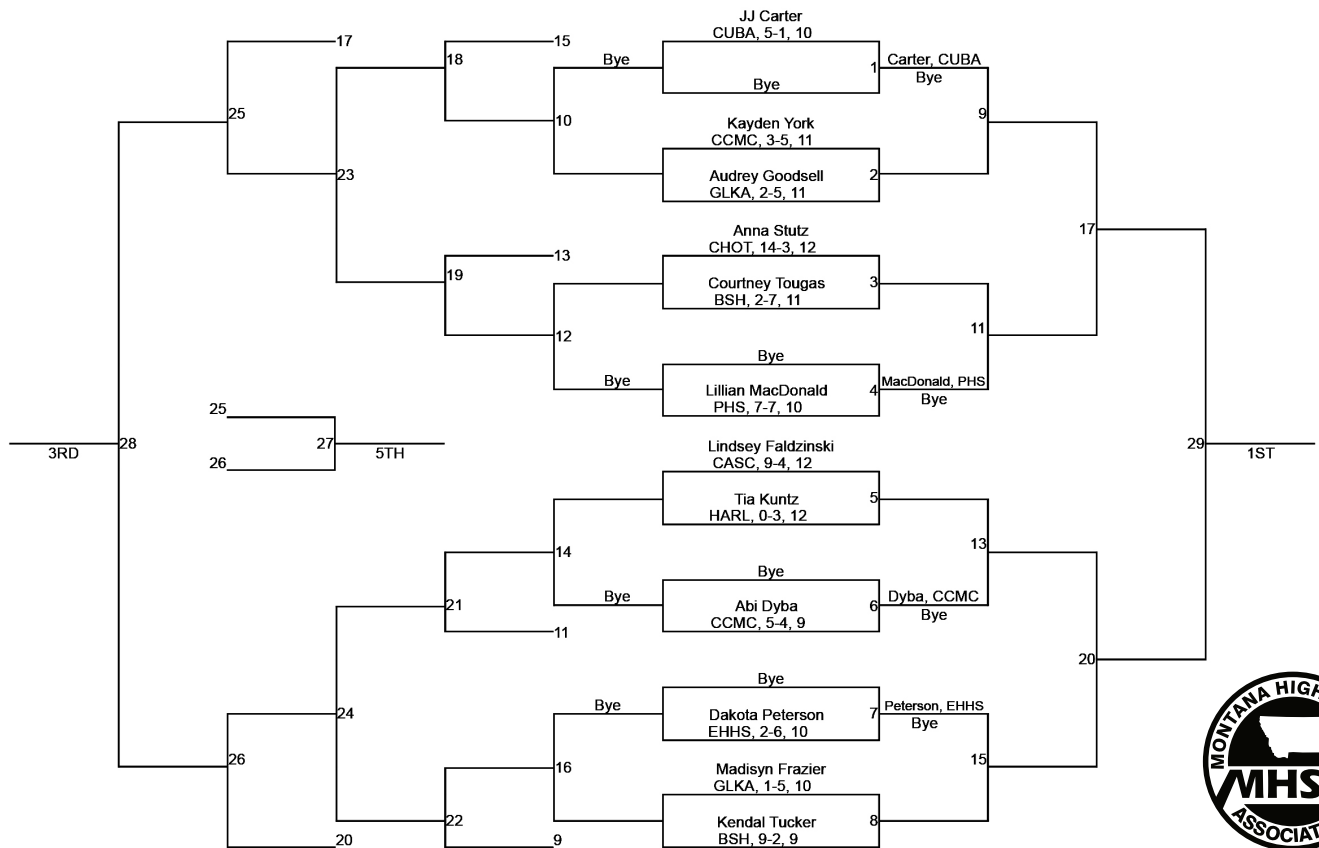 JJ Carter
CUBA, 5-1, 10
17
15
18
Bye
1
Carter, CUBA
Bye
Bye
25
10
9
Kayden York
CCMC, 3-5, 11
23
Audrey Goodsell
2
GLKA, 2-5, 11
Anna Stutz
CHOT, 14-3, 12
17
13
19
Courtney Tougas
3
BSH, 2-7, 11
12
11
Bye
Bye
Lillian MacDonald
4
MacDonald, PHS
Bye
PHS, 7-7, 10
25
28
27
3RD
5TH
26
29
1ST
Lindsey Faldzinski
CASC, 9-4, 12
Tia Kuntz
5
HARL, 0-3, 12
14
13
Bye
Bye
Abi Dyba
6
Dyba, CCMC
Bye
CCMC, 5-4, 9
21
11
20
Bye
Bye
Dakota Peterson
7
Peterson, EHHS
Bye
EHHS, 2-6, 10
24
26
16
15
Madisyn Frazier
GLKA, 1-5, 10
22
Kendal Tucker
8
BSH, 9-2, 9
20
9
MONTANA HIGH
MHS
ASSOCIAT